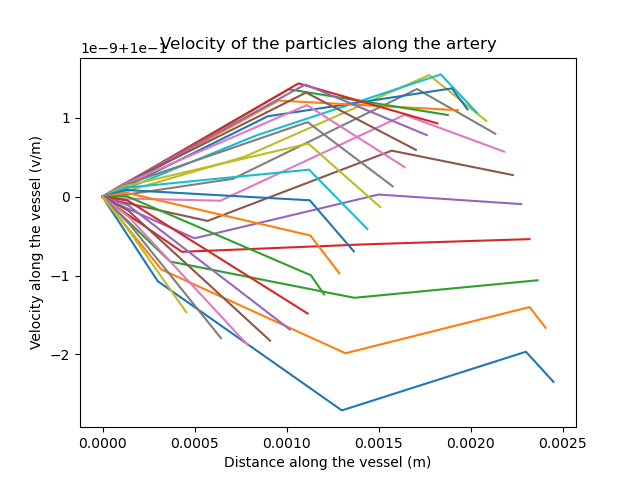 Velocity of the particles along the artery
1e−9+1e−1
1
0
−1
−2
Velocity along the vessel (v/m)
0.0000 0.0005 0.0010 0.0015 0.0020 0.0025
Distance along the vessel (m)